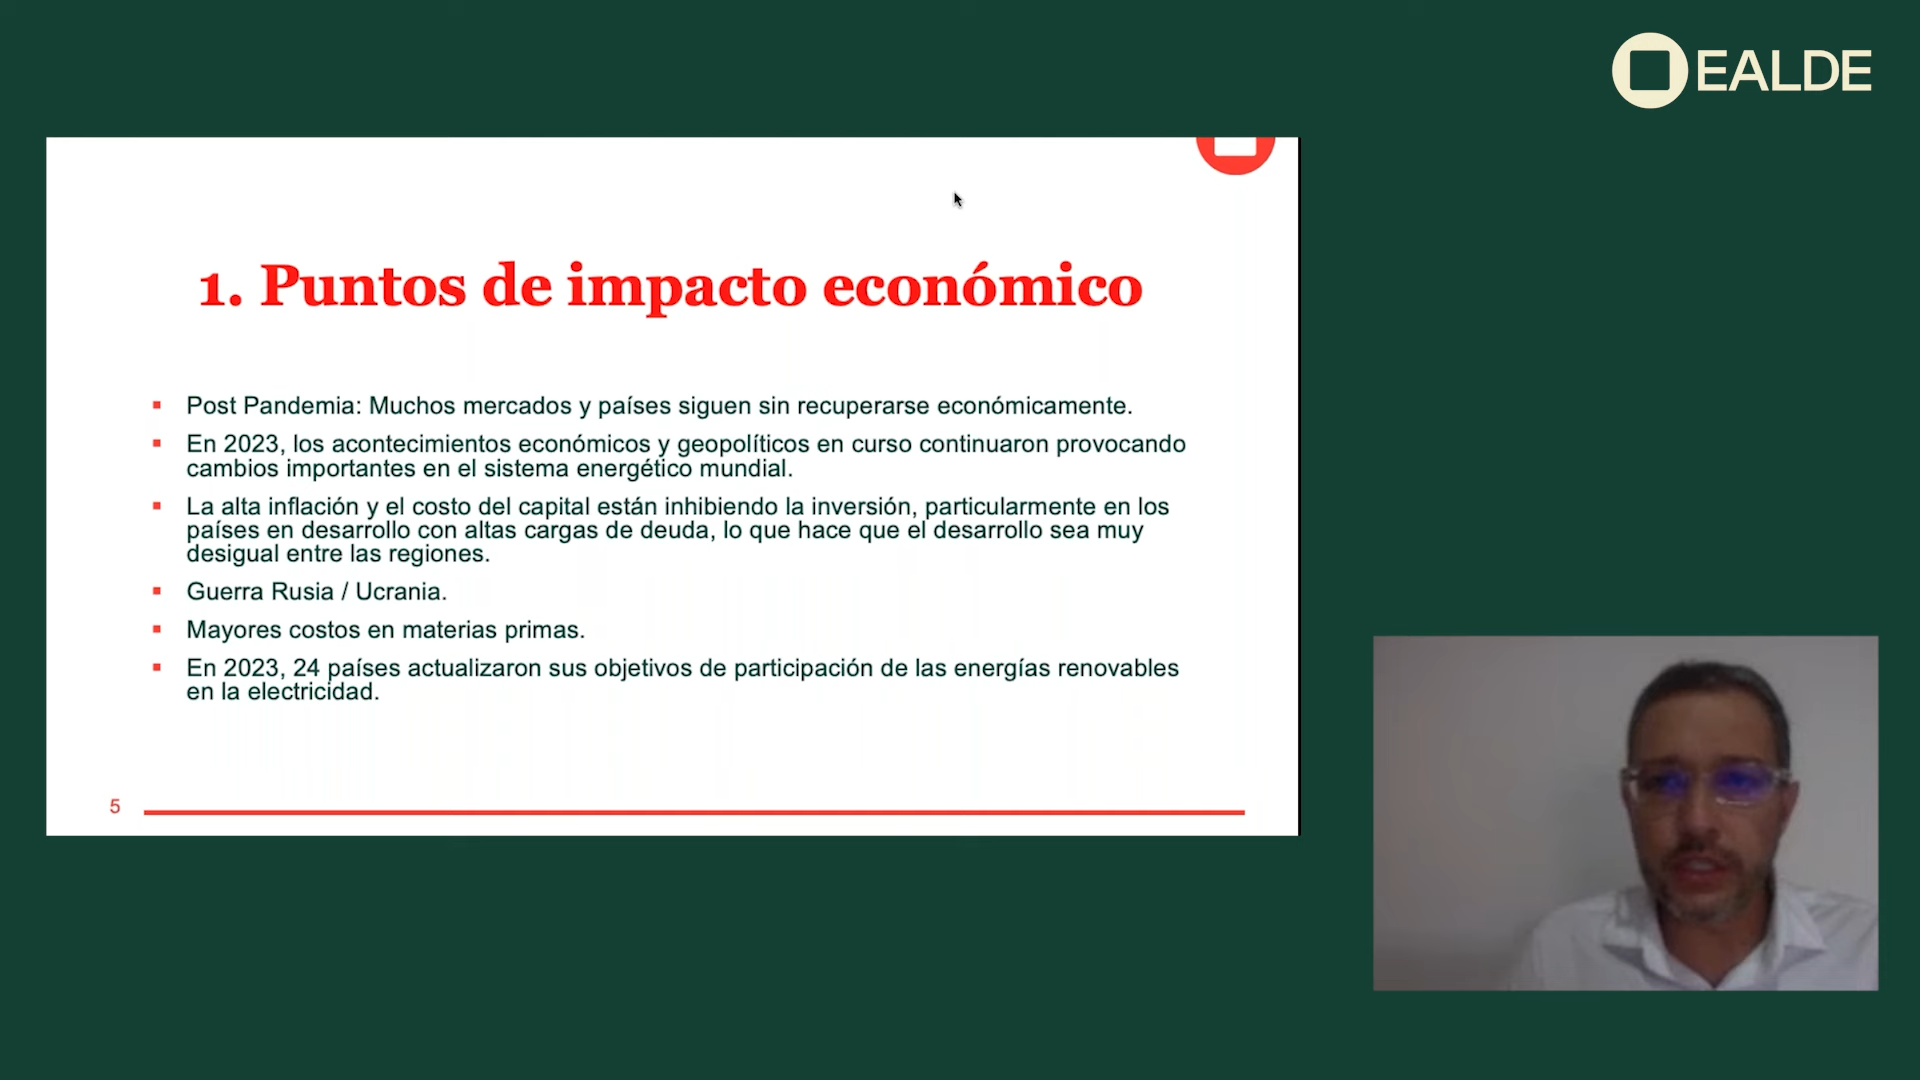 EALDE
1. Puntos de impacto económico
Post Pandemia: Muchos mercados y países siguen sin recuperarse económicamente.
En 2023, los acontecimientos económicos y geopolíticos en curso continuaron provocando
cambios importantes en el sistema energético mundial.
La alta inflación y el costo del capital están inhibiendo la inversión, particularmente en los
países en desarrollo con altas cargas de deuda, lo que hace que el desarrollo sea muy
desigual entre las regiones.
Guerra Rusia / Ucrania.
Mayores costos en materias primas.
En 2023, 24 países actualizaron sus objetivos de participación de las energías renovables
en la electricidad.
5